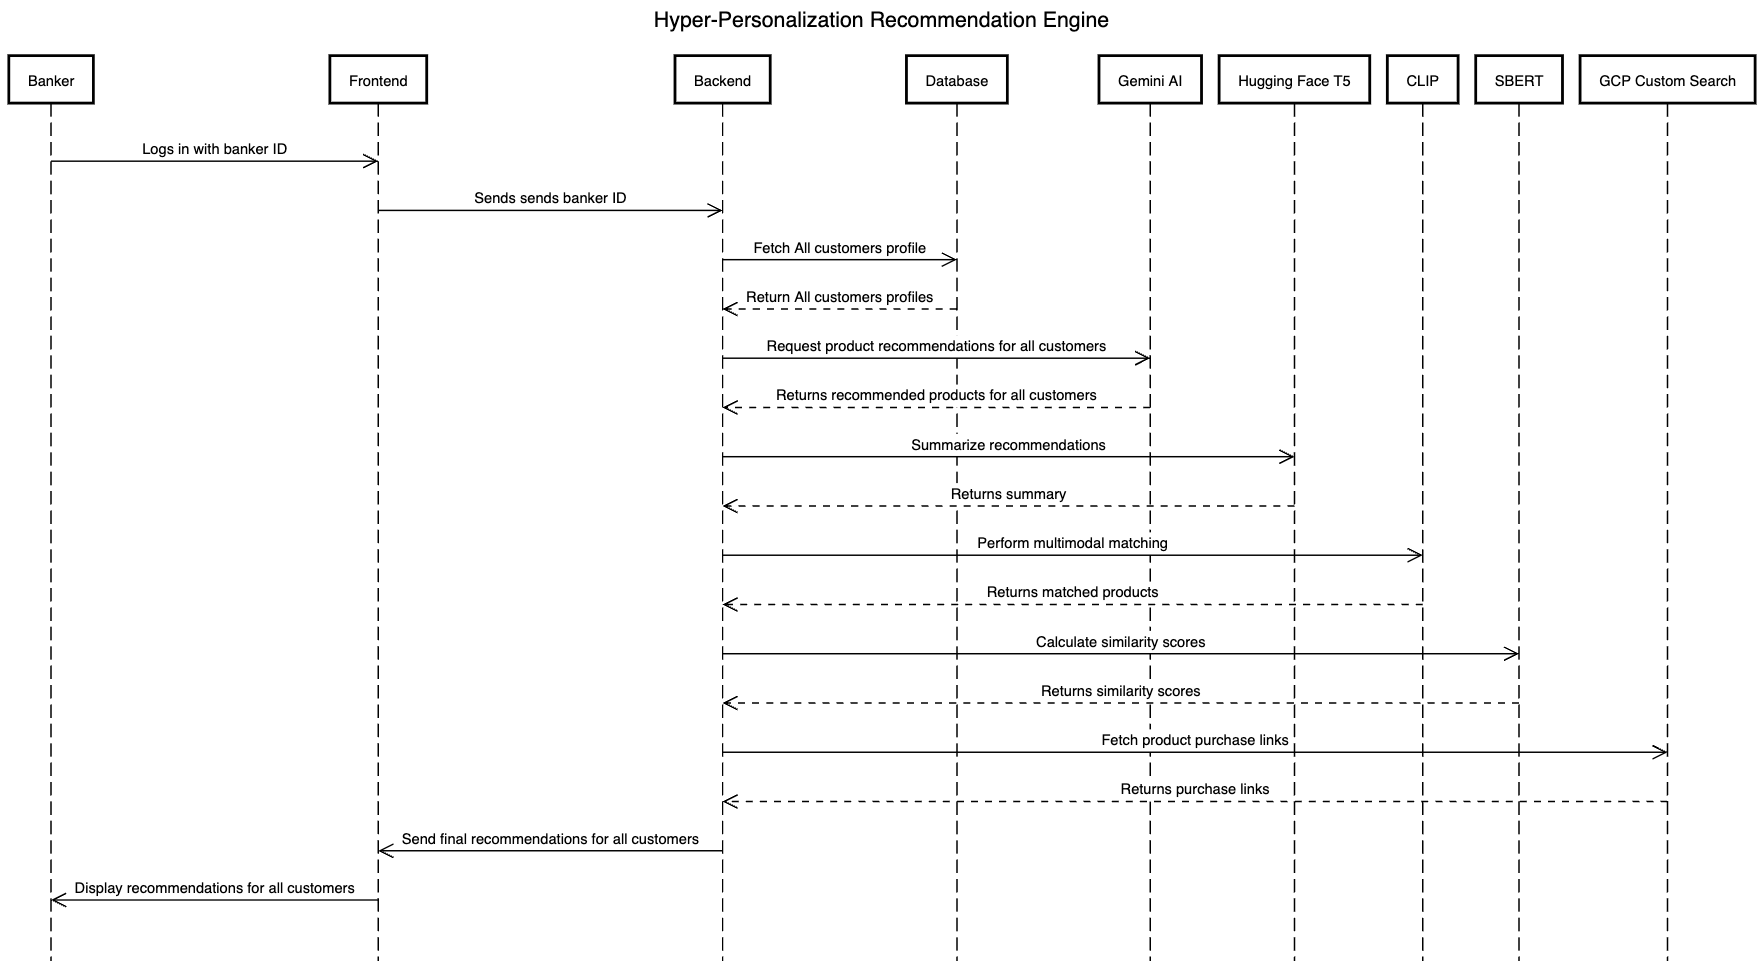 Hyper-Personalization Recommendation Engine
Banker
Frontend
Backend
Database
Gemini AI
Hugging Face T5
CLIP
SBERT
GCP Custom Search
Logs in with banker ID
Sends sends banker ID
Fetch All customers profile
Return All customers profiles
Request product recommendations for all customers
Returns recommended products for all customers
Summarize recommendations
Returns summary
Perform multimodal matching
Returns matched products
Calculate similarity scores
Returns similarity scores
Fetch product purchase links
Returns purchase links
Send final recommendations for all customers
Display recommendations for all customers